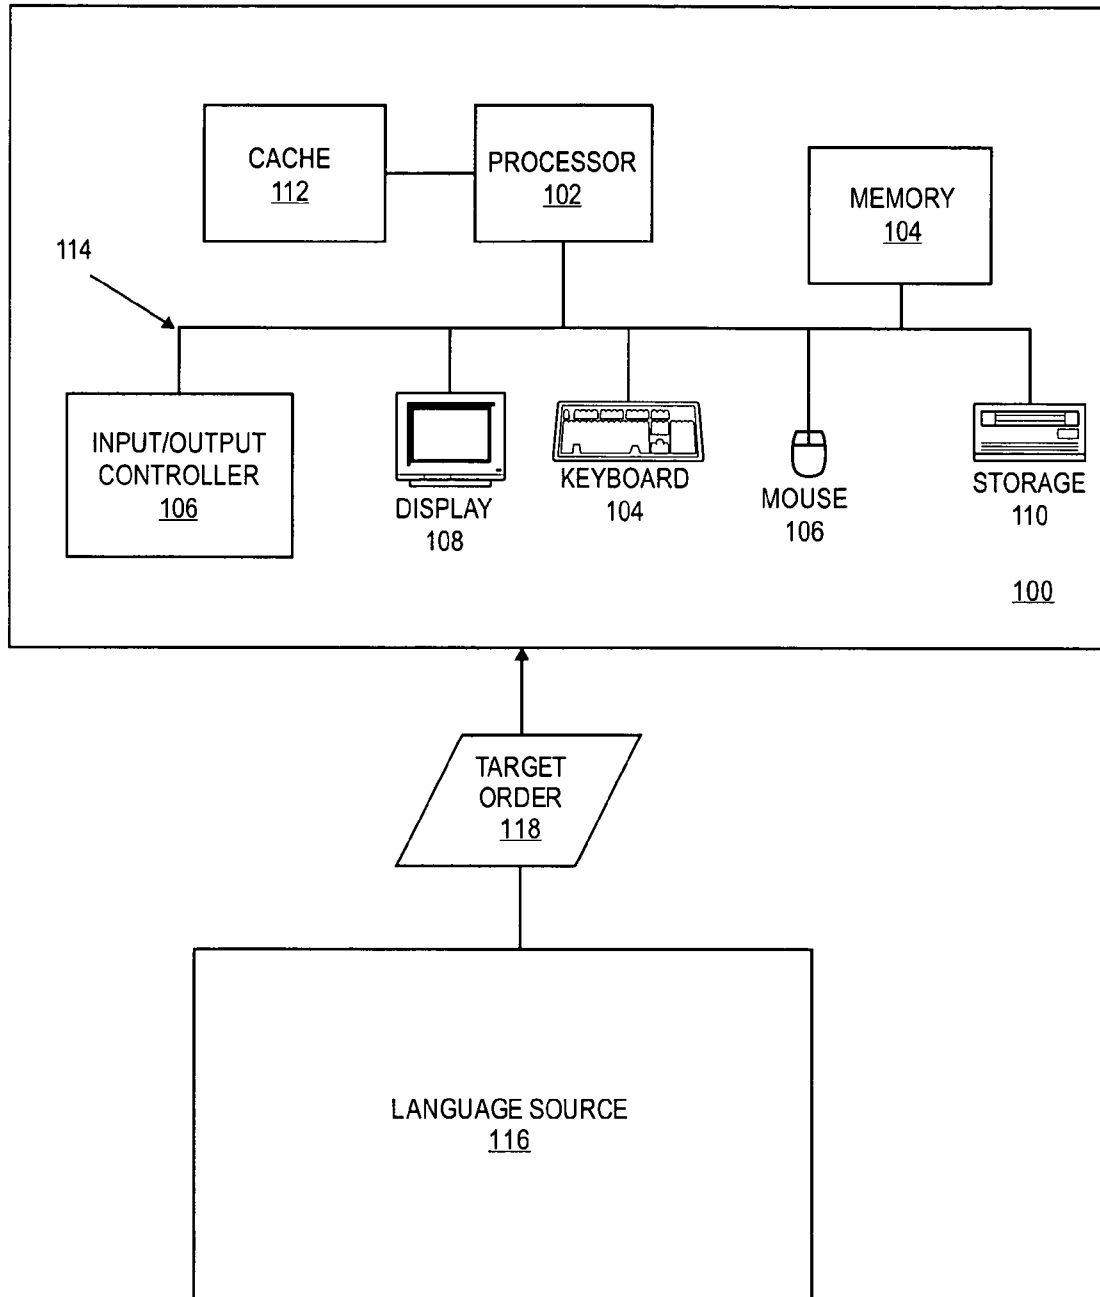 CACHE
112
PROCESSOR
102
MEMORY
104
114
INPUT/OUTPUT
CONTROLLER
106
DISPLAY
108
KEYBOARD
104
MOUSE
106
STORAGE
110
100
TARGET
ORDER
118
LANGUAGE SOURCE
116